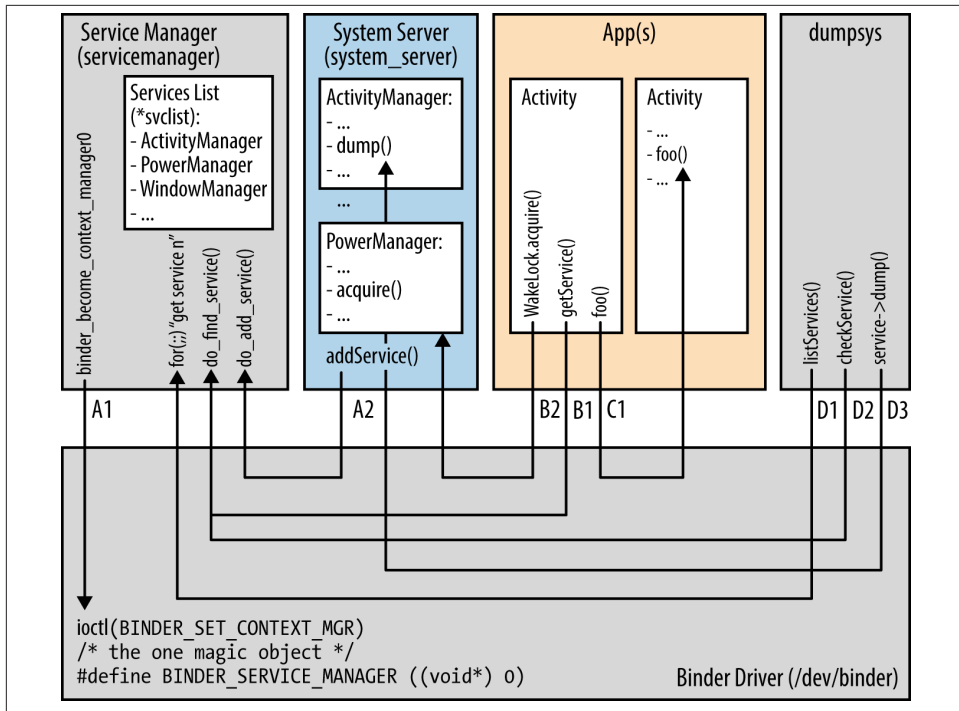 Service Manager
(servicemanager)
Services List
(*svclist):
- ActivityManager
- PowerManager
- WindowManager
- ...
binder_become_context_manager0
for(;;) “get service n”
do_find_service()
do_add_service()
System Server
(system_server)
ActivityManager:
- ...
- dump()
- ...
...
PowerManager:
- ...
- acquire()
- ...
addService()
App(s)
Activity
WakeLock.acquire()
getService()
foo()
Activity
- ...
- foo()
- ...
dumpsys
listServices()
checkService()
service->dump()
A1
A2
B2
B1
C1
D1
D2
D3
ioctl(BINDER_SET_CONTEXT_MGR)
/* the one magic object */
#define BINDER_SERVICE_MANAGER ((void*) 0)
Binder Driver (/dev/binder)